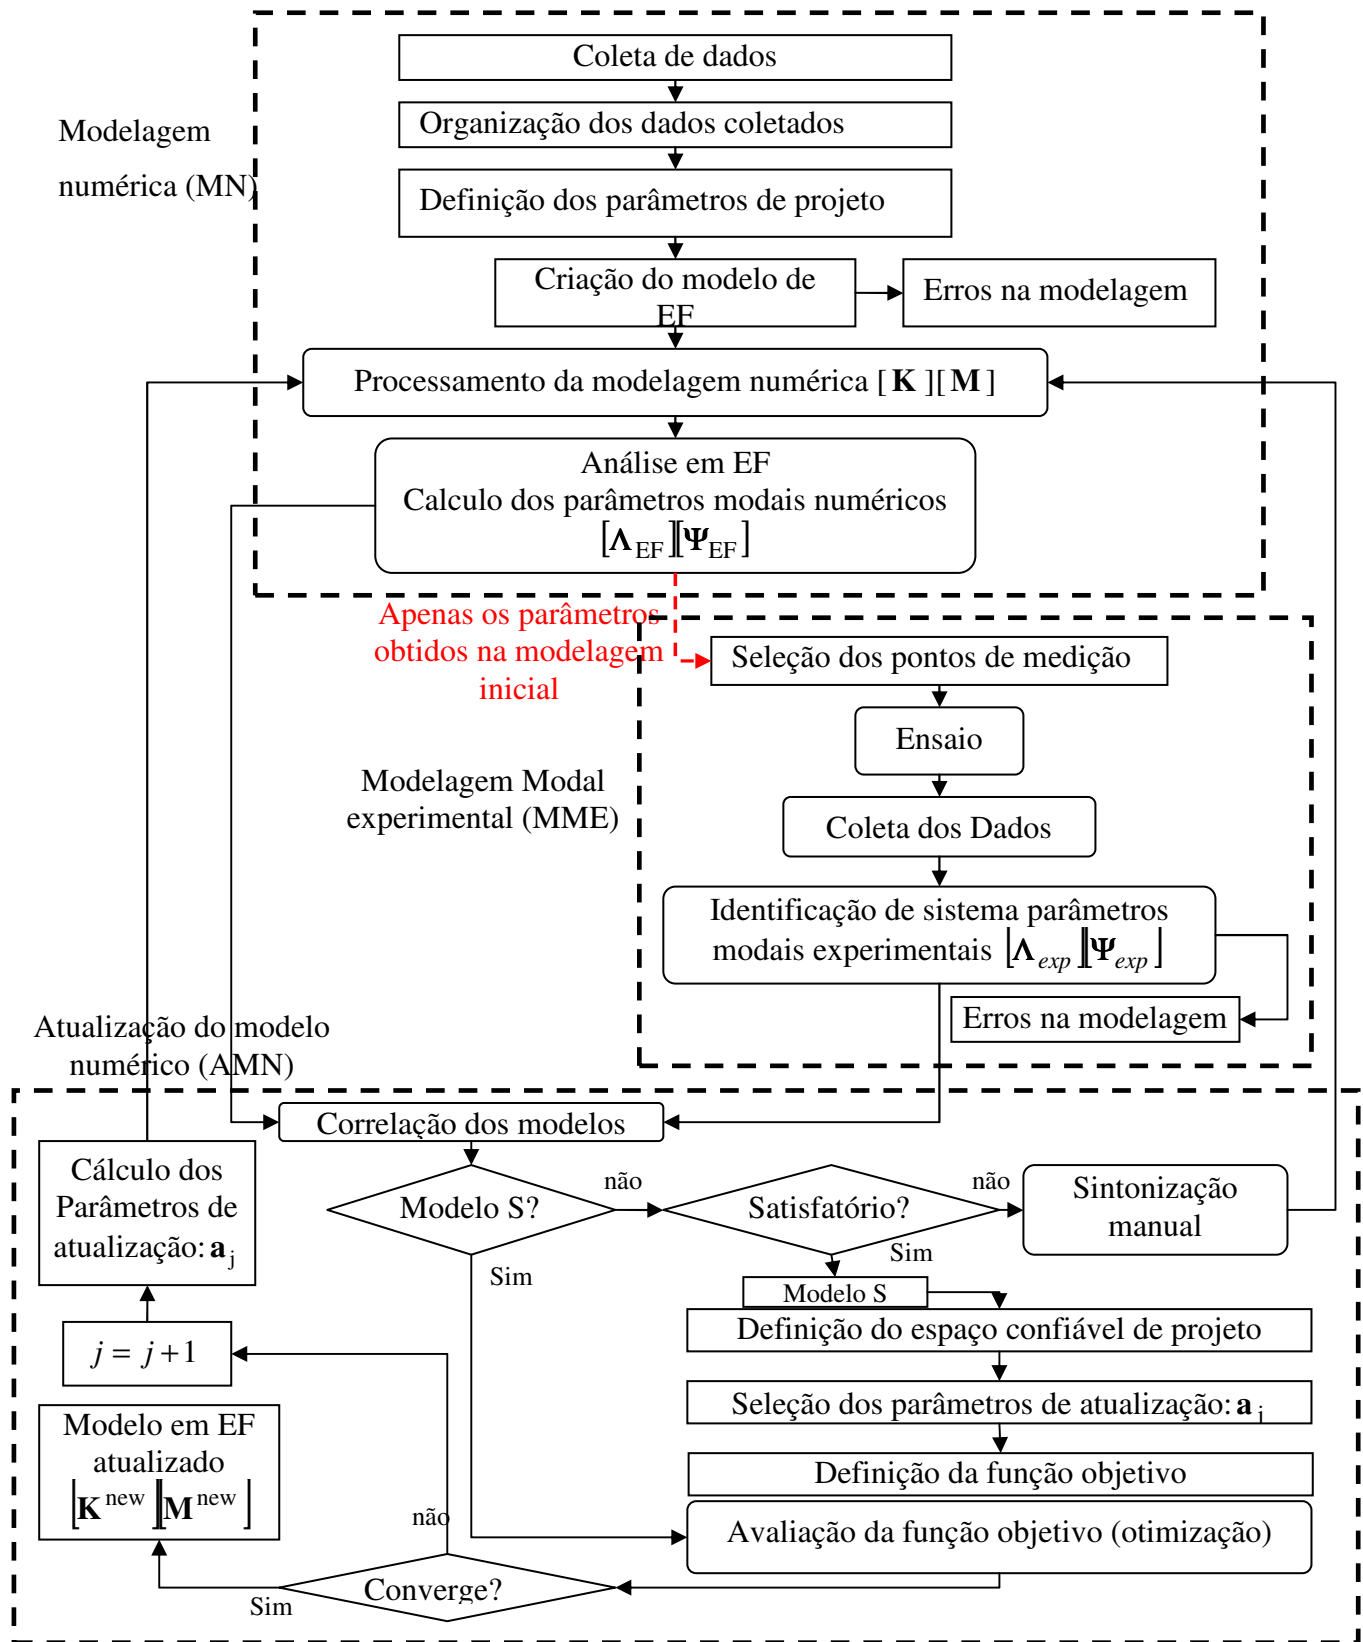 Coleta de dados
Organização dos dados coletados
Modelagem
numérica (MN)
Definição dos parâmetros de projeto
Criação do modelo de
EF
Erros na modelagem
Processamento da modelagem numérica [ K ][ M ]
Análise em EF
Calculo dos parâmetros modais numéricos
[Λ EF][Ψ EF]
Apenas os parâmetros
obtidos na modelagem
inicial
Seleção dos pontos de medição
Ensaio
Modelagem Modal
experimental (MME)
Coleta dos Dados
Identificação de sistema parâmetros
modais experimentais [Λ exp][Ψ exp]
Erros na modelagem
Atualização do modelo
numérico (AMN)
Correlação dos modelos
Cálculo dos
Parâmetros de
atualização: a j
Modelo S?
não
Satisfatório?
não
Sintonização
manual
Sim
Sim
Modelo S
Definição do espaço confiável de projeto
j = j +1
Seleção dos parâmetros de atualização: a j
Modelo em EF
atualizado
[K new][M new]
Definição da função objetivo
não
Avaliação da função objetivo (otimização)
Converge?
Sim